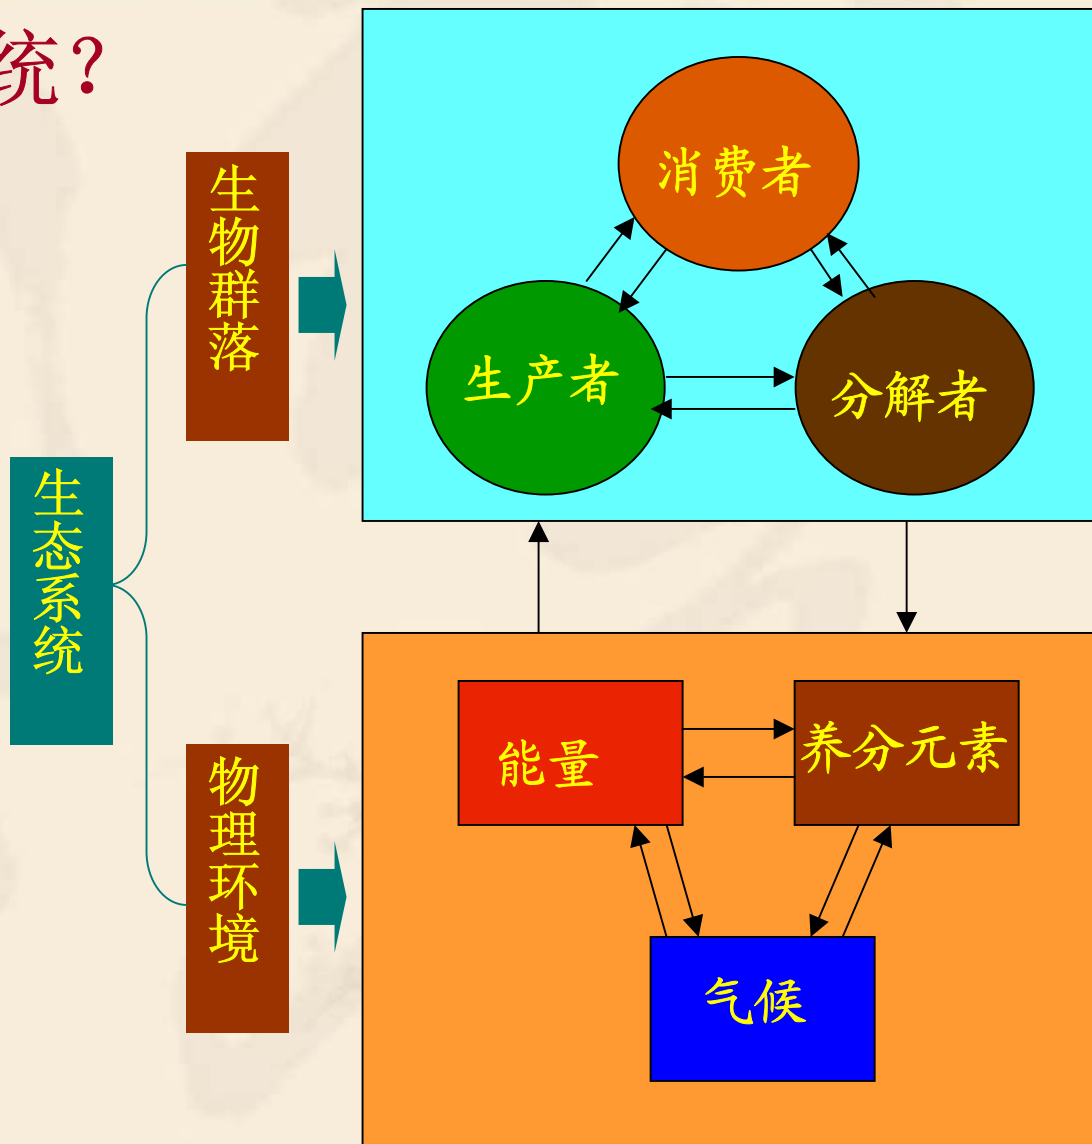 统?
生态系统
生物群落
消费者
生产者
分解者
物理环境
能量
养分元素
气候